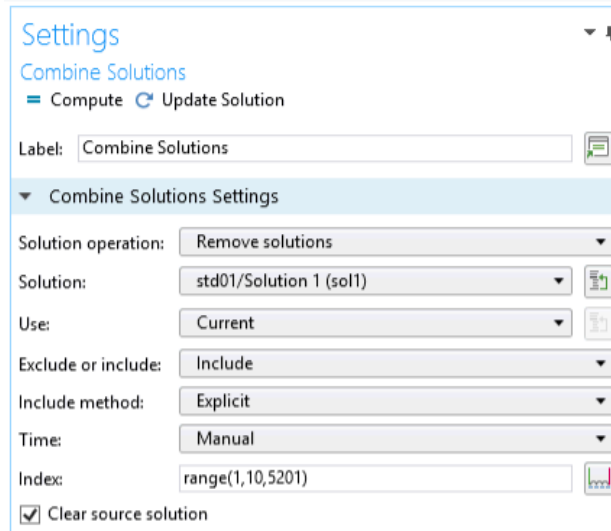 Settings
Combine Solutions
= Compute Update Solution
Label: Combine Solutions
Combine Solutions Settings
Solution operation: Remove solutions
Solution: std01/Solution 1 (sol1)
Use: Current
Exclude or include: Include
Include method: Explicit
Time: Manual
Index: range(1,10,5201)
Clear source solution